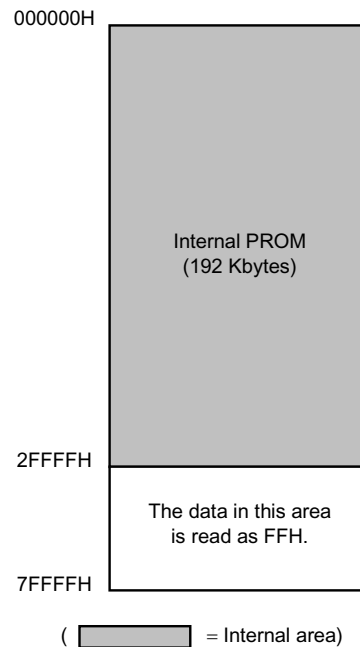 000000H
Internal PROM
(192 Kbytes)
2FFFFH
The data in this area
is read as FFH.
7FFFFH
( = Internal area)